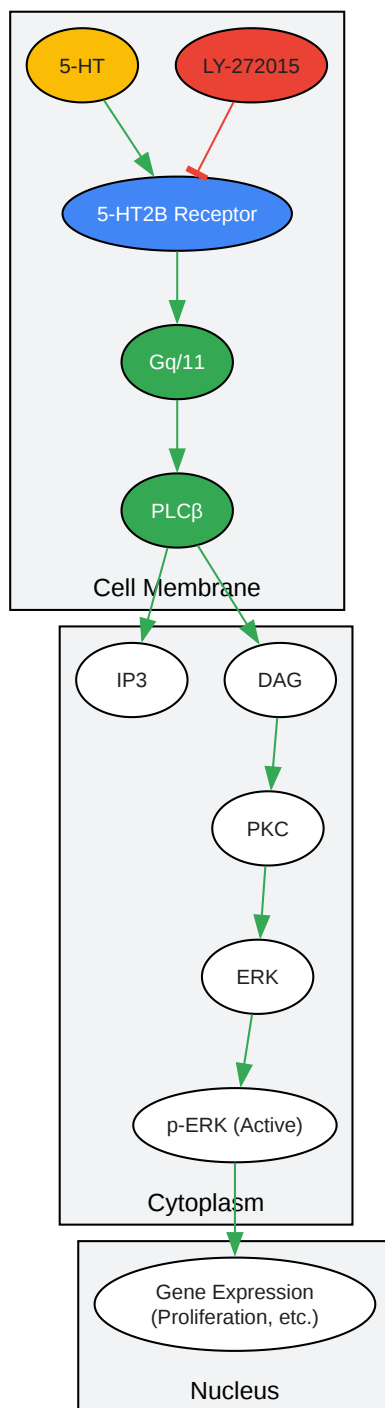 5-HT
LY-272015
5-HT2B Receptor
Gq/11
PLCβ
Cell Membrane
IP3
DAG
PKC
ERK
p-ERK (Active)
Cytoplasm
Gene Expression
(Proliferation, etc.)
Nucleus